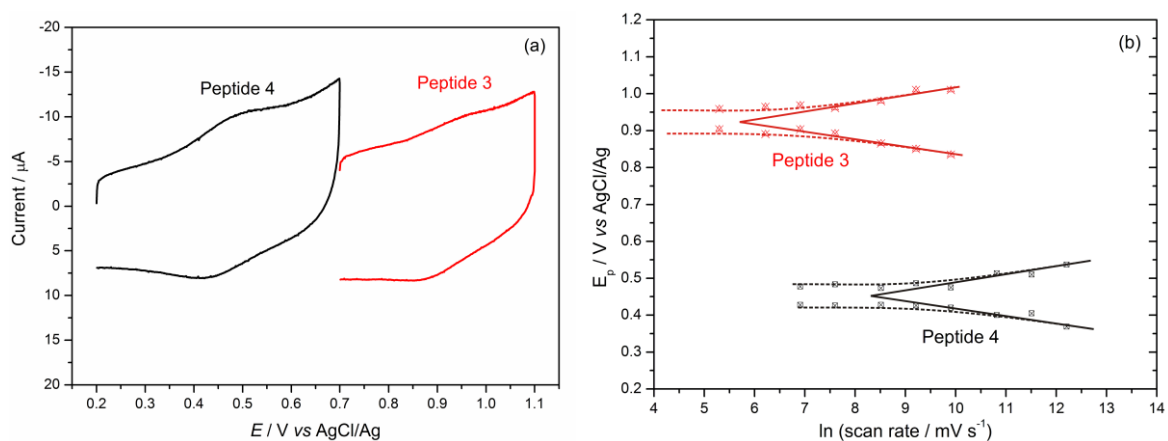 (a)
Peptide 4
Peptide 3
Current / μA
-20
-15
-10
-5
0
5
10
15
20
0.2 0.3 0.4 0.5 0.6 0.7 0.8 0.9 1.0 1.1
E / V vs AgCl/Ag
(b)
Peptide 3
Peptide 4
E_p / V vs AgCl/Ag
1.2
1.1
1.0
0.9
0.8
0.7
0.6
0.5
0.4
0.3
0.2
4 5 6 7 8 9 10 11 12 13 14
ln (scan rate / mV s⁻¹)